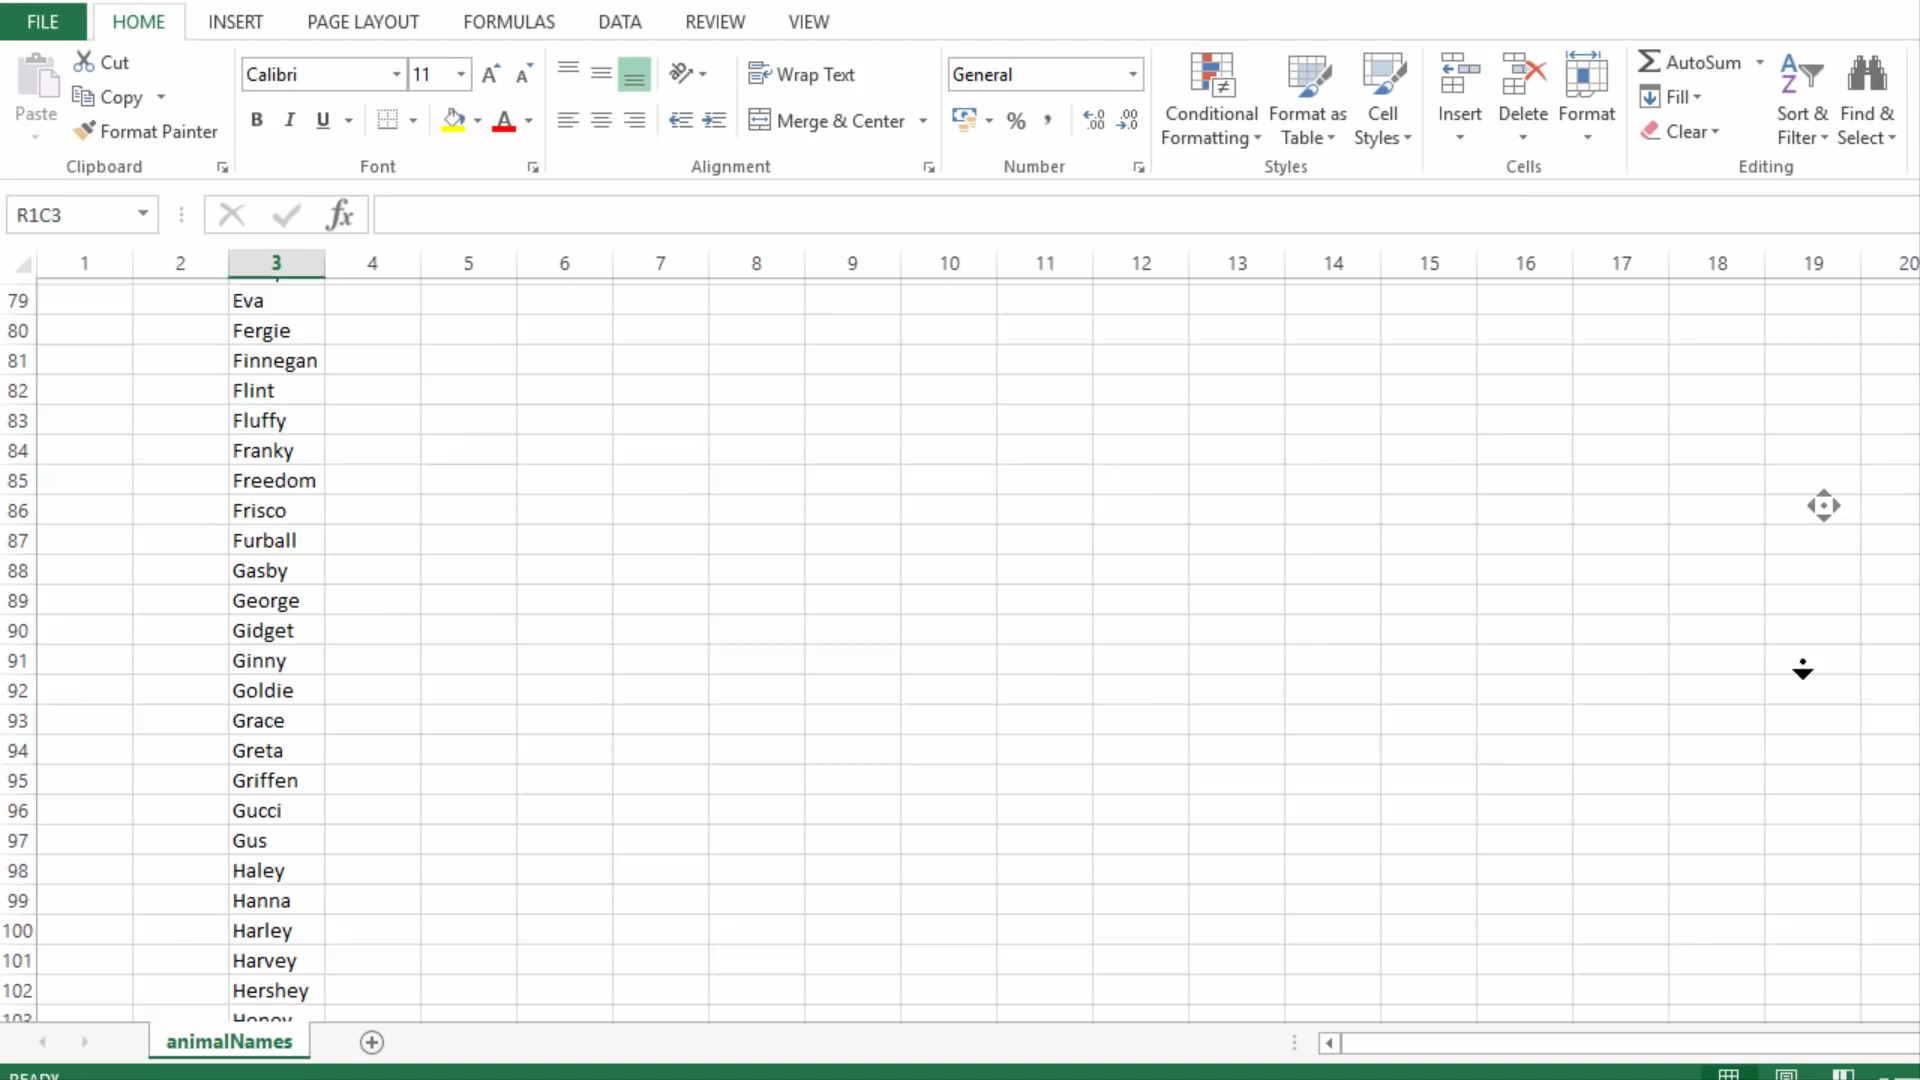 FILE HOME INSERT PAGE LAYOUT FORMULAS DATA REVIEW VIEW
Paste
Cut
Copy
Format Painter
Clipboard
Calibri 11
B I U
Font
Wrap Text
Merge & Center
Alignment
General
% ,
Number
Conditional Formatting
Format as Table
Cell Styles
Styles
Insert Delete Format
Cells
AutoSum
Fill
Clear
Sort & Filter
Find & Select
Editing
R1C3
fx
1 2 3 4 5 6 7 8 9 10 11 12 13 14 15 16 17 18 19 20
79 Eva
80 Fergie
81 Finnegan
82 Flint
83 Fluffy
84 Franky
85 Freedom
86 Frisco
87 Furball
88 Gasby
89 George
90 Gidget
91 Ginny
92 Goldie
93 Grace
94 Greta
95 Griffen
96 Gucci
97 Gus
98 Haley
99 Hanna
100 Harley
101 Harvey
102 Hershey
103 Honey
animalNames
READY